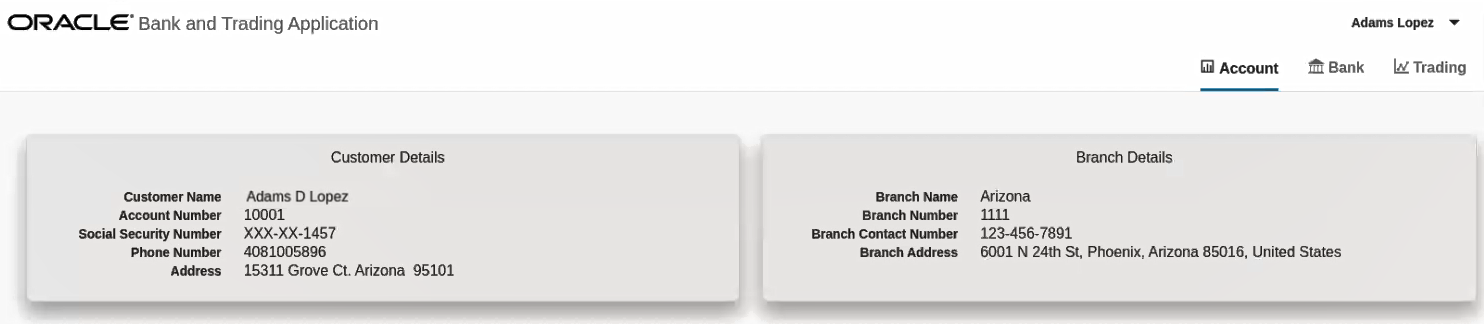 ORACLE® Bank and Trading Application
Adams Lopez
Account Bank Trading
Customer Details
Customer Name Adams D Lopez
Account Number 10001
Social Security Number XXX-XX-1457
Phone Number 4081005896
Address 15311 Grove Ct. Arizona 95101
Branch Details
Branch Name Arizona
Branch Number 1111
Branch Contact Number 123-456-7891
Branch Address 6001 N 24th St, Phoenix, Arizona 85016, United States